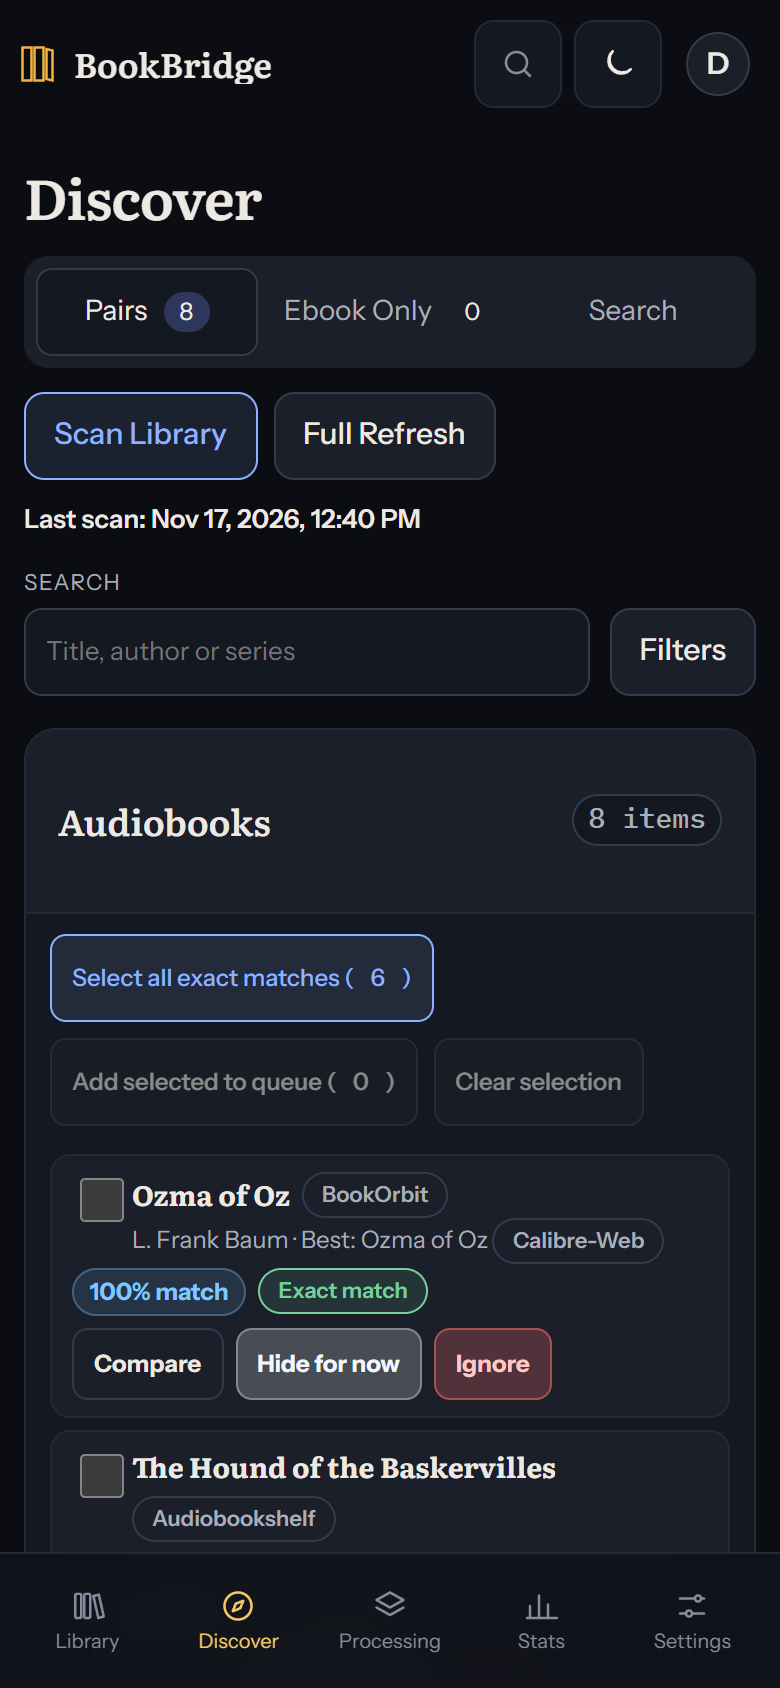 BookBridge
D
Discover
Pairs 8 Ebook Only 0 Search
Scan Library Full Refresh
Last scan: Nov 17, 2026, 12:40 PM
SEARCH
Title, author or series Filters
Audiobooks 8 items
Select all exact matches ( 6 )
Add selected to queue ( 0 ) Clear selection
Ozma of Oz BookOrbit
L. Frank Baum · Best: Ozma of Oz Calibre-Web
100% match Exact match
Compare Hide for now Ignore
The Hound of the Baskervilles
Audiobookshelf
Library Discover Processing Stats Settings